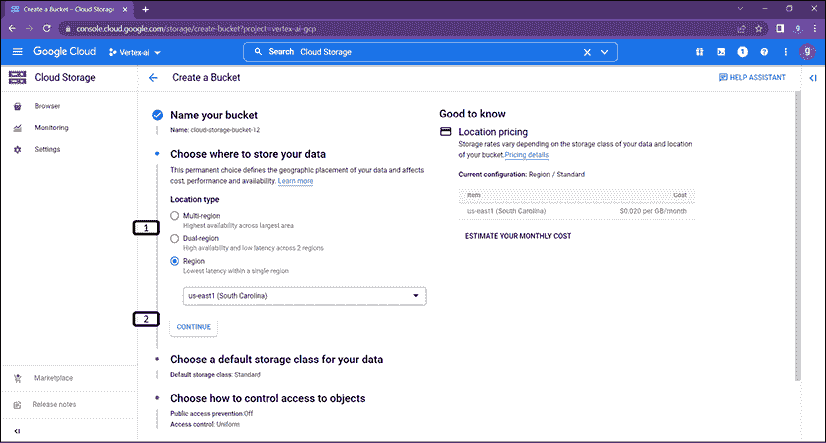 Create a Bucket – Cloud Storage
console.cloud.google.com/storage/create-bucket?project=vertex-ai-gcp
Google Cloud
Vertex-ai
Search Cloud Storage
1
g
Cloud Storage
Create a Bucket
HELP ASSISTANT
Browser
Monitoring
Settings
Name your bucket
Name: cloud-storage-bucket-12
Choose where to store your data
This permanent choice defines the geographic placement of your data and affects
cost, performance and availability. Learn more
Location type
1
Multi-region
Highest availability across largest area
Dual-region
High availability and low latency across 2 regions
Region
Lowest latency within a single region
us-east1 (South Carolina)
2
CONTINUE
Choose a default storage class for your data
Default storage class: Standard
Choose how to control access to objects
Public access prevention:Off
Access control: Uniform
Good to know
Location pricing
Storage rates vary depending on the storage class of your data and location
of your bucket.Pricing details
Current configuration: Region / Standard
Item Cost
us-east1 (South Carolina) $0.020 per GB/month
ESTIMATE YOUR MONTHLY COST
Marketplace
Release notes